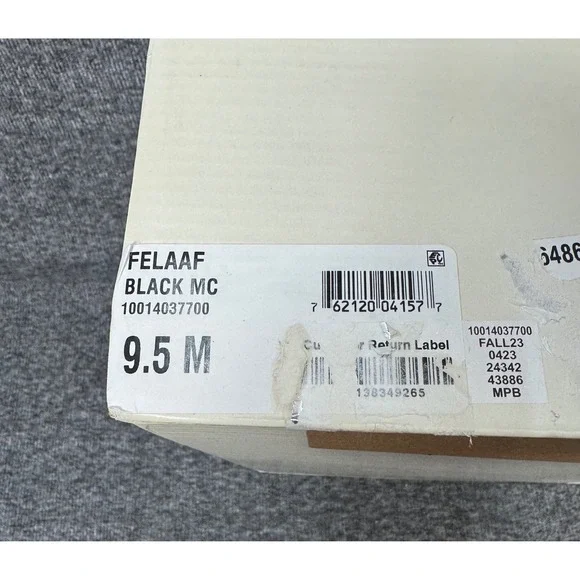 FELAAF
BLACK MC
10014037700
9.5 M
7 62120 04157 7
Return Label
138349265
6486
10014037700
FALL23
0423
24342
43886
MPB